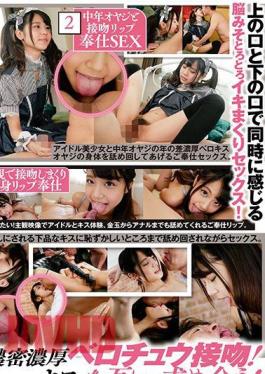 上の口と下の口で同時に感じる
脳みそとろとろイキまくりセックス!
2
中年オヤジと
接吻リップ
奉仕SEX
アイドル美少女と中年オヤジの年の差濃厚ベロキス
オヤジの身体を舐め回してあげるご奉仕セックス。
観で接吻しまくり
身リップ奉仕
たい!主観映像でアイドルとキス体験、金玉からアナルまでも舐めてくれるご奉仕リップ。
にされる下品なキスに恥ずかしいところまで舐め回されながらセックス。
濃密濃厚
ベロチュウ接吻!